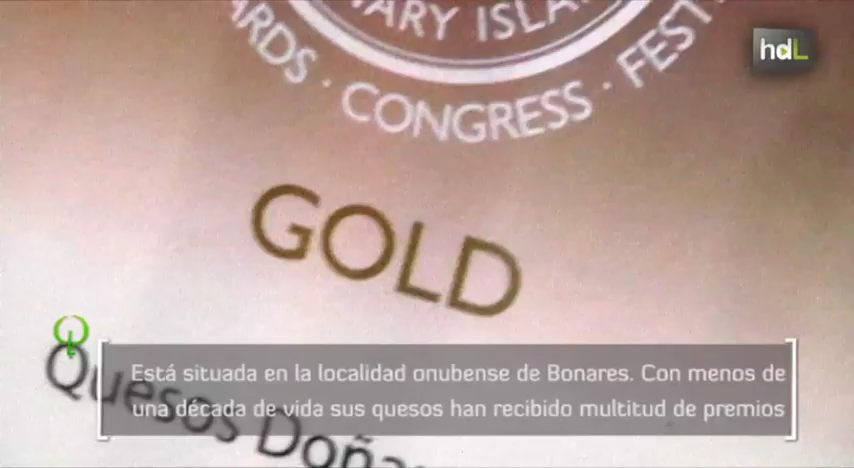 NARY ISLA
ARDS · CONGRESS · FEST
hdL
GOLD
Quesos Doña
Está situada en la localidad onubense de Bonares. Con menos de
una década de vida sus quesos han recibido multitud de premios